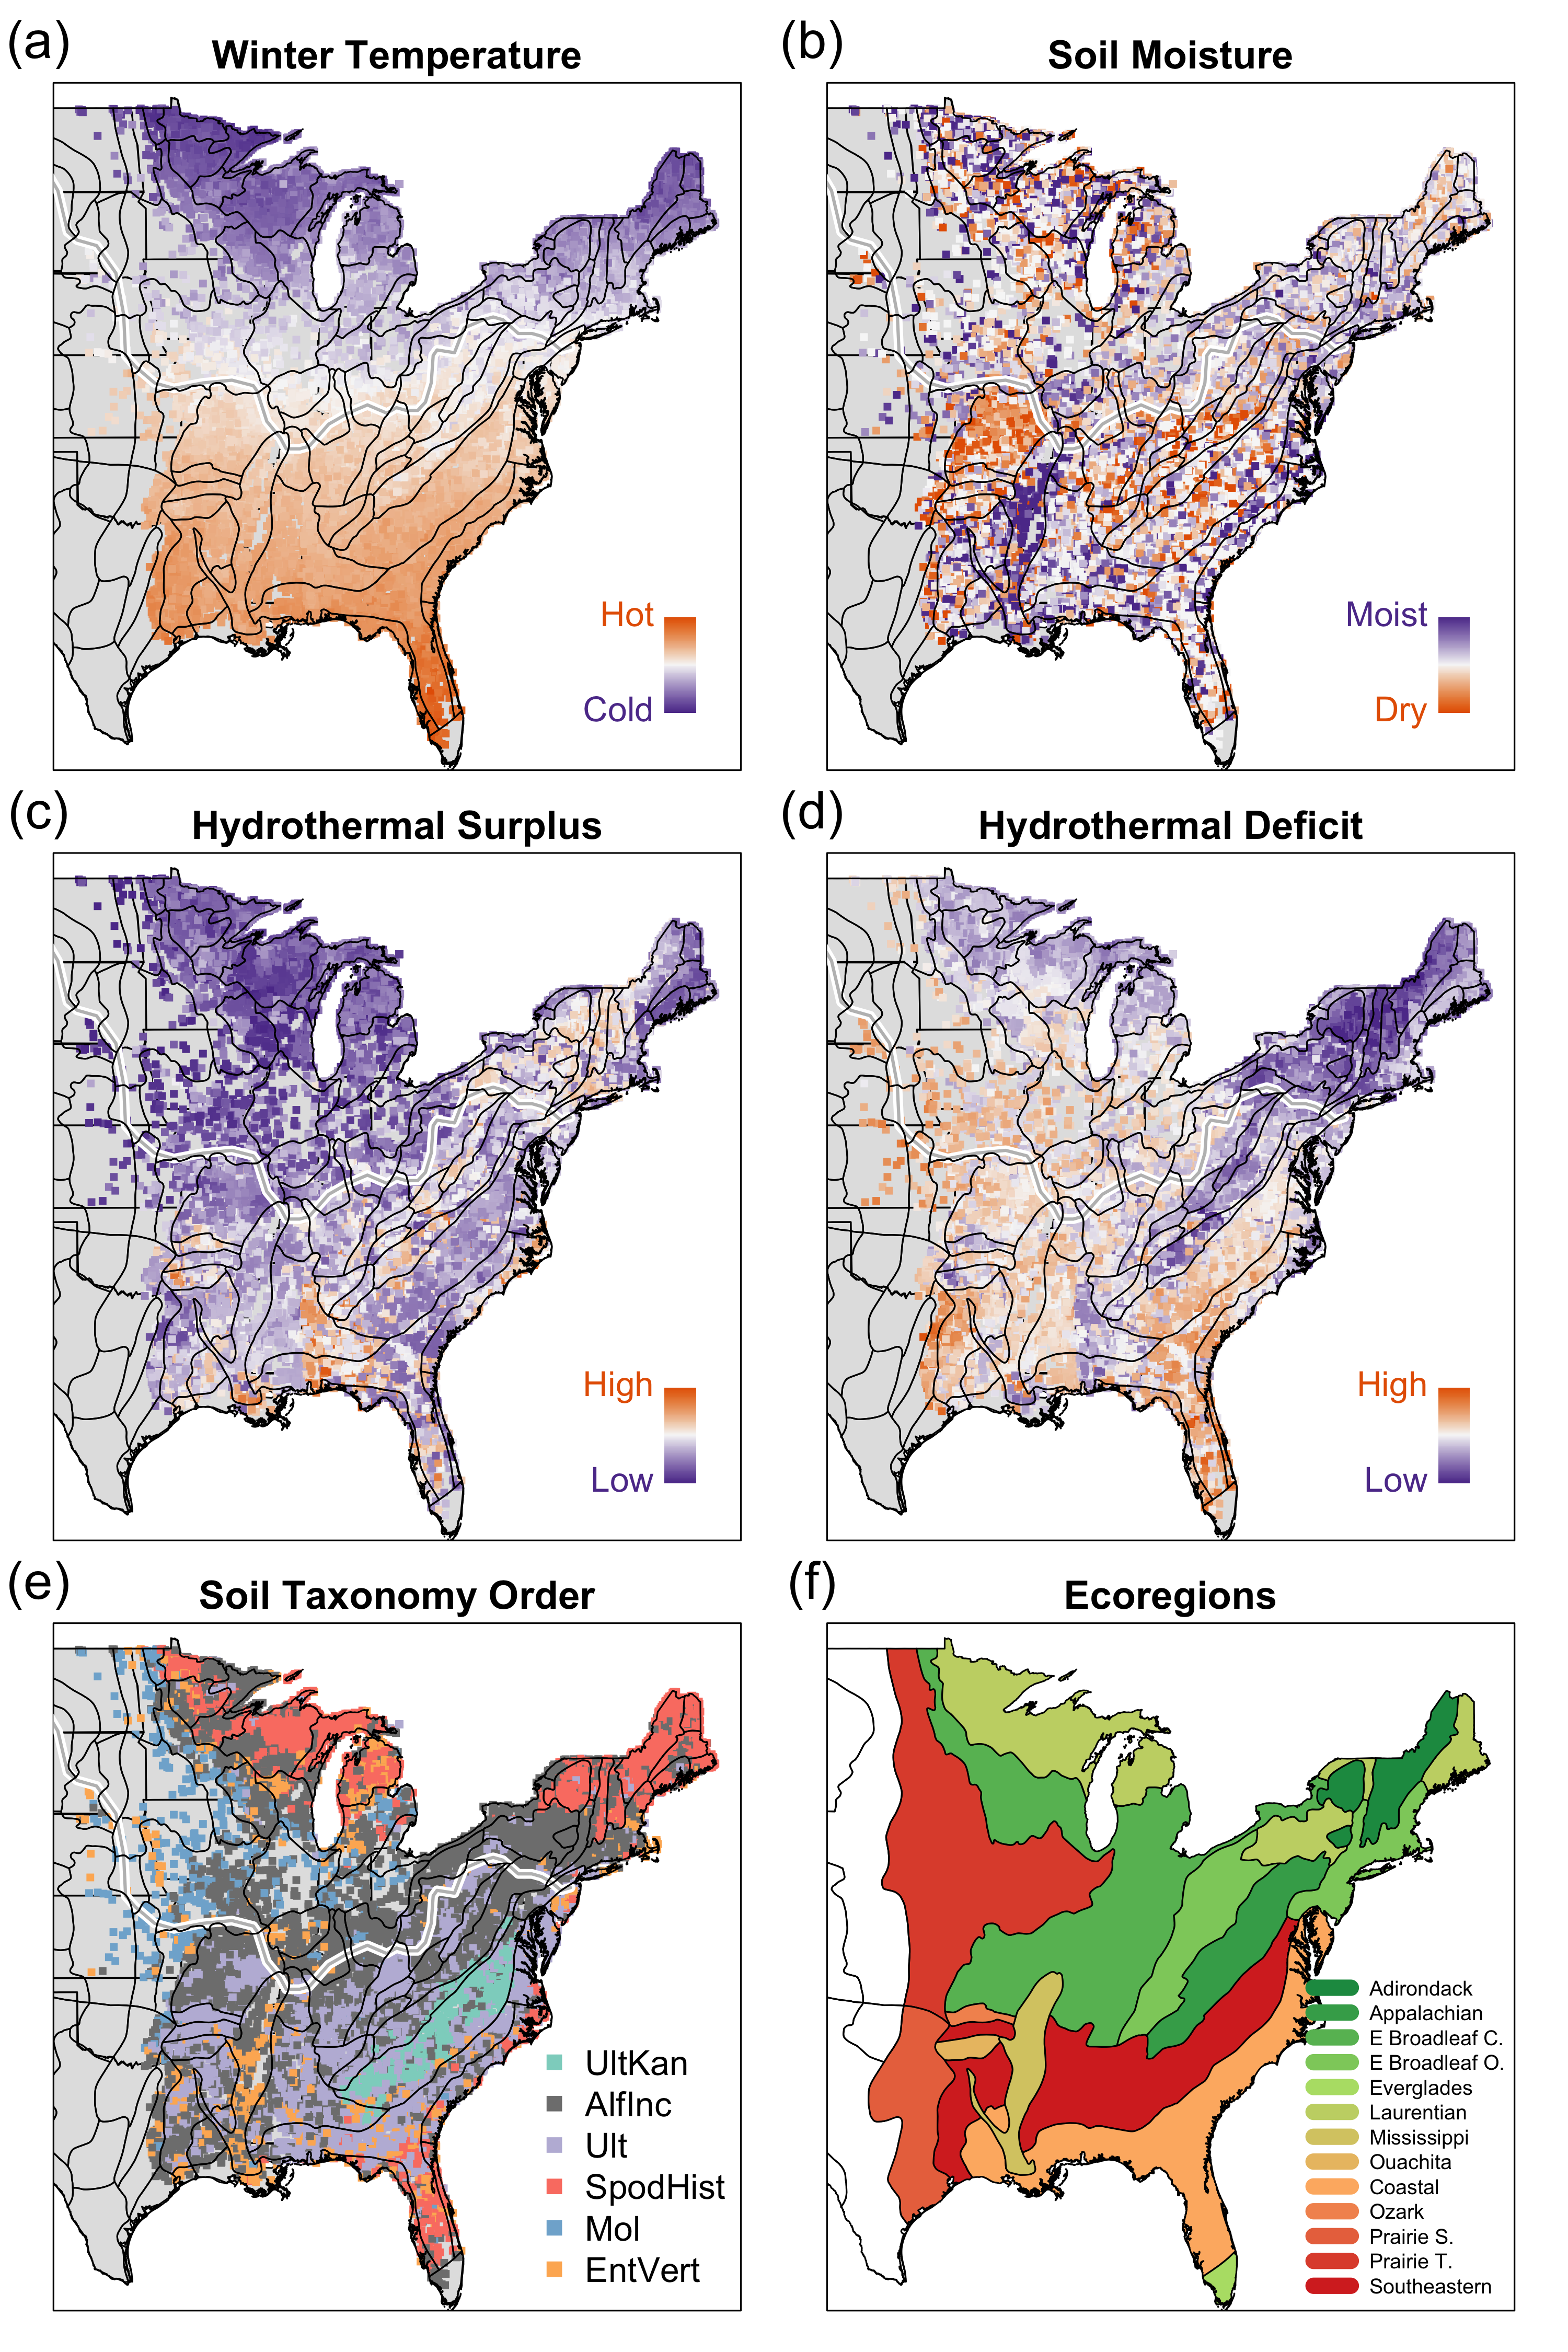 (a)
Winter Temperature
Hot
Cold
(b)
Soil Moisture
Moist
Dry
(c)
Hydrothermal Surplus
High
Low
(d)
Hydrothermal Deficit
High
Low
(e)
Soil Taxonomy Order
UltKan
AlfInc
Ult
SpodHist
Mol
EntVert
(f)
Ecoregions
Adirondack
Appalachian
E Broadleaf C.
E Broadleaf O.
Everglades
Laurentian
Mississippi
Ouachita
Coastal
Ozark
Prairie S.
Prairie T.
Southeastern